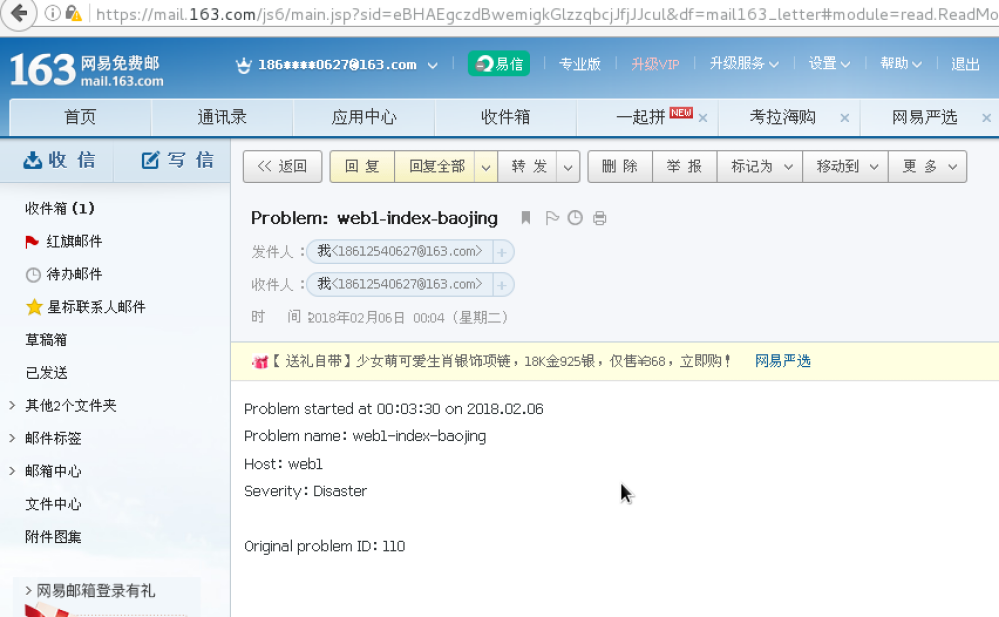 https://mail.163.com/js6/main.jsp?sid=eBHAEgczdBwemigkGlzzqbcjJfjJJcul&df=mail163_letter#module=read.ReadMo
163 网易免费邮 mail.163.com 186****0627@163.com 易信 专业版 升级VIP 升级服务 设置 帮助 退出
首页 通讯录 应用中心 收件箱 一起拼 NEW × 考拉海购 × 网易严选 ×
收 信 写 信 << 返回 回 复 回复全部 转 发 删 除 举 报 标记为 移动到 更 多
收件箱 (1)
红旗邮件
待办邮件
星标联系人邮件
草稿箱
已发送
其他2个文件夹
邮件标签
邮箱中心
文件中心
附件图集
> 网易邮箱登录有礼
Problem: web1-index-baojing
发件人：我<18612540627@163.com> +
收件人：我<18612540627@163.com> +
时 间：2018年02月06日 00:04 (星期二)
【送礼自带】少女萌可爱生肖银饰项链，18K金925银，仅售¥868，立即购！ 网易严选
Problem started at 00:03:30 on 2018.02.06
Problem name: web1-index-baojing
Host: web1
Severity: Disaster
Original problem ID: 110